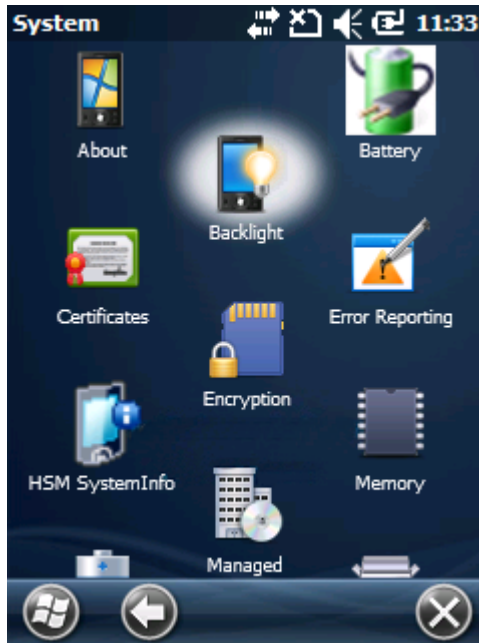 System 11:33
About
Battery
Backlight
Certificates
Error Reporting
Encryption
HSM SystemInfo
Memory
Managed